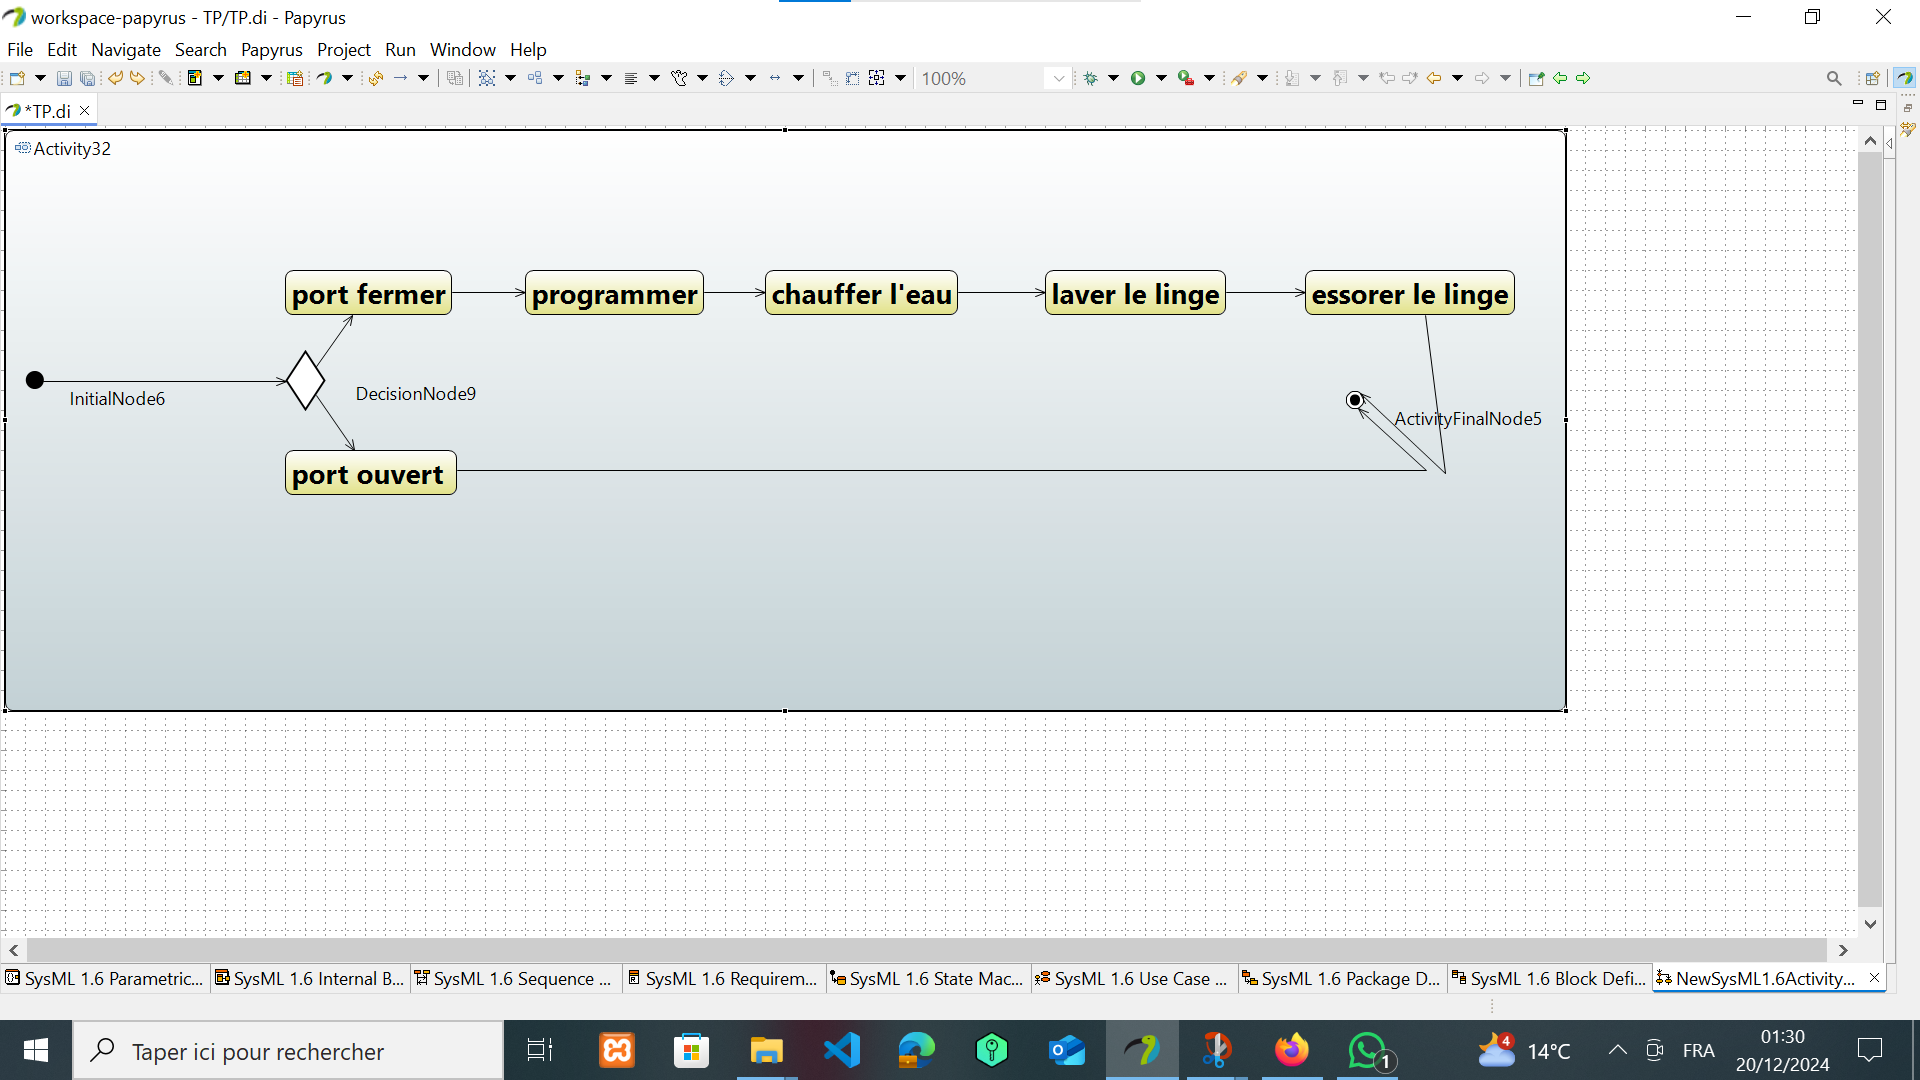 workspace-papyrus - TP/TP.di - Papyrus
File Edit Navigate Search Papyrus Project Run Window Help
100%
*TP.di
Activity32
port fermer
programmer
chauffer l'eau
laver le linge
essorer le linge
InitialNode6
DecisionNode9
ActivityFinalNode5
port ouvert
SysML 1.6 Parametric... SysML 1.6 Internal B... SysML 1.6 Sequence ... SysML 1.6 Requirem... SysML 1.6 State Mac... SysML 1.6 Use Case ... SysML 1.6 Package D... SysML 1.6 Block Defi... NewSysML1.6Activity...
Taper ici pour rechercher
1
4
14°C
FRA
01:30
20/12/2024